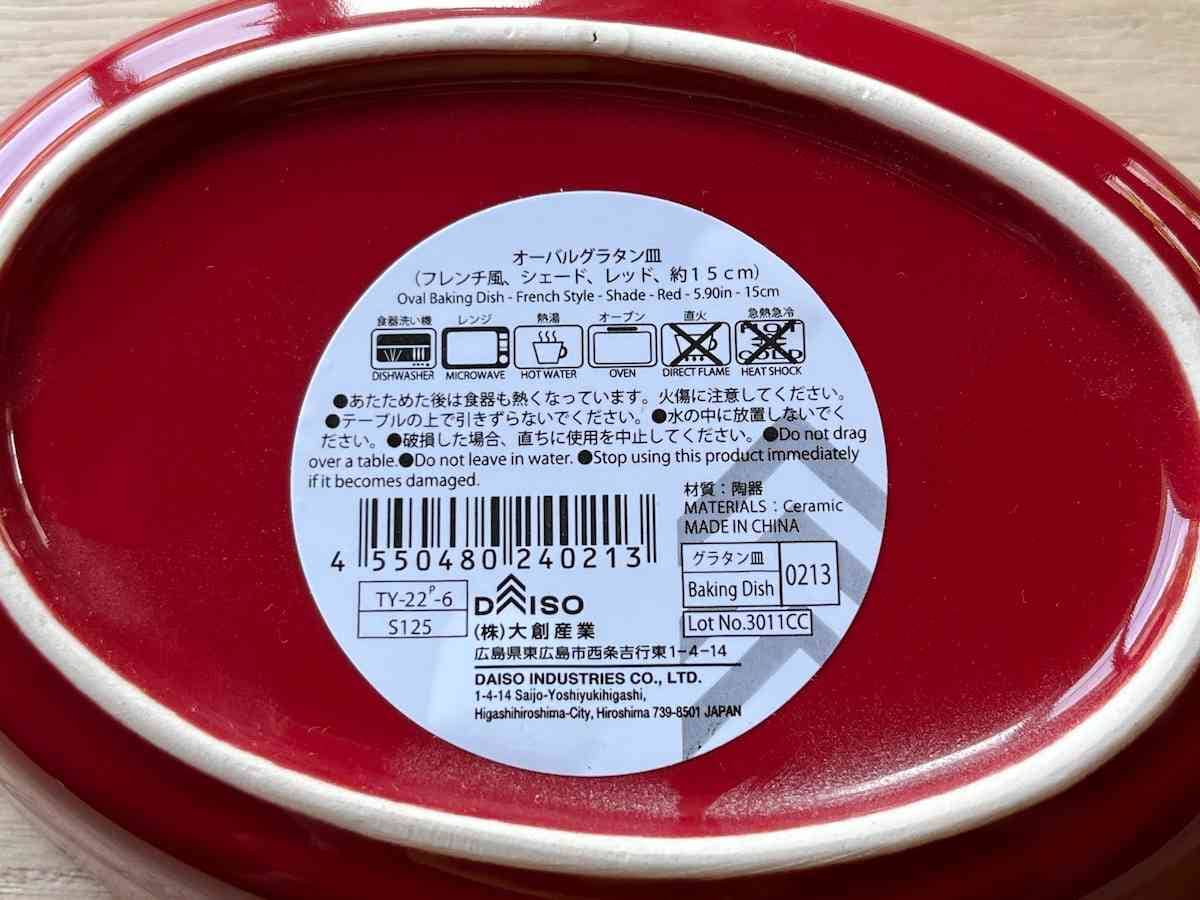 オーバルグラタン皿
（フレンチ風、シェード、レッド、約１５ｃｍ）
Oval Baking Dish - French Style - Shade - Red - 5.90in - 15cm
食器洗い機 レンジ 熱湯 オーブン 直火 急熱急冷
HOT
COLD
DISHWASHER MICROWAVE HOT WATER OVEN DIRECT FLAME HEAT SHOCK
●あたためた後は食器も熱くなっています。火傷に注意してください。
●テーブルの上で引きずらないでください。●水の中に放置しないでく
ださい。●破損した場合、直ちに使用を中止してください。●Do not drag
over a table.●Do not leave in water. ●Stop using this product immediately
if it becomes damaged.
材質：陶器
MATERIALS：Ceramic
MADE IN CHINA
4 550480 240213
グラタン皿
Baking Dish
0213
Lot No.3011CC
TY-22P-6
S125
DAISO
(株)大創産業
広島県東広島市西条吉行東1-4-14
DAISO INDUSTRIES CO., LTD.
1-4-14 Saijo-Yoshiyukihigashi,
Higashihiroshima-City, Hiroshima 739-8501 JAPAN